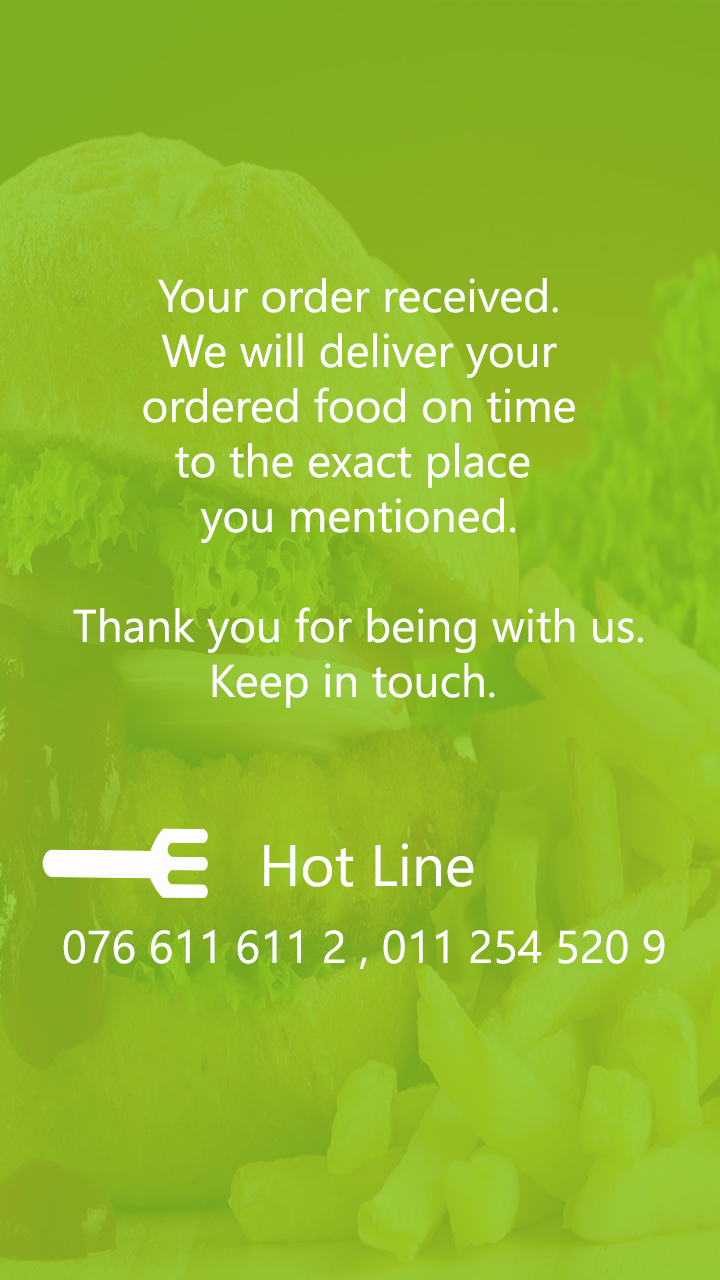 Your order received.
We will deliver your
ordered food on time
to the exact place
you mentioned.
Thank you for being with us.
Keep in touch.
Hot Line
076 611 611 2 , 011 254 520 9